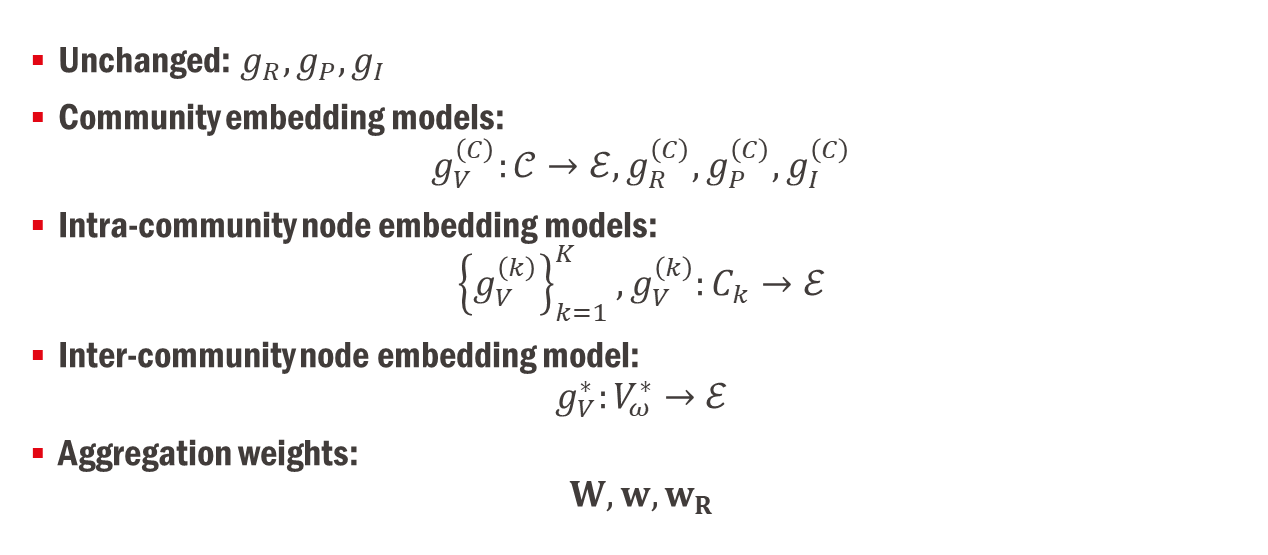 ▪ Unchanged: g_R, g_P, g_I
▪ Community embedding models:
g_V^(C): 𝒞 → ℰ, g_R^(C), g_P^(C), g_I^(C)
▪ Intra-community node embedding models:
{g_V^(k)}_{k=1}^K, g_V^(k): C_k → ℰ
▪ Inter-community node embedding model:
g_V^*: V_ω^* → ℰ
▪ Aggregation weights:
𝐖, 𝐰, 𝐰_𝐑